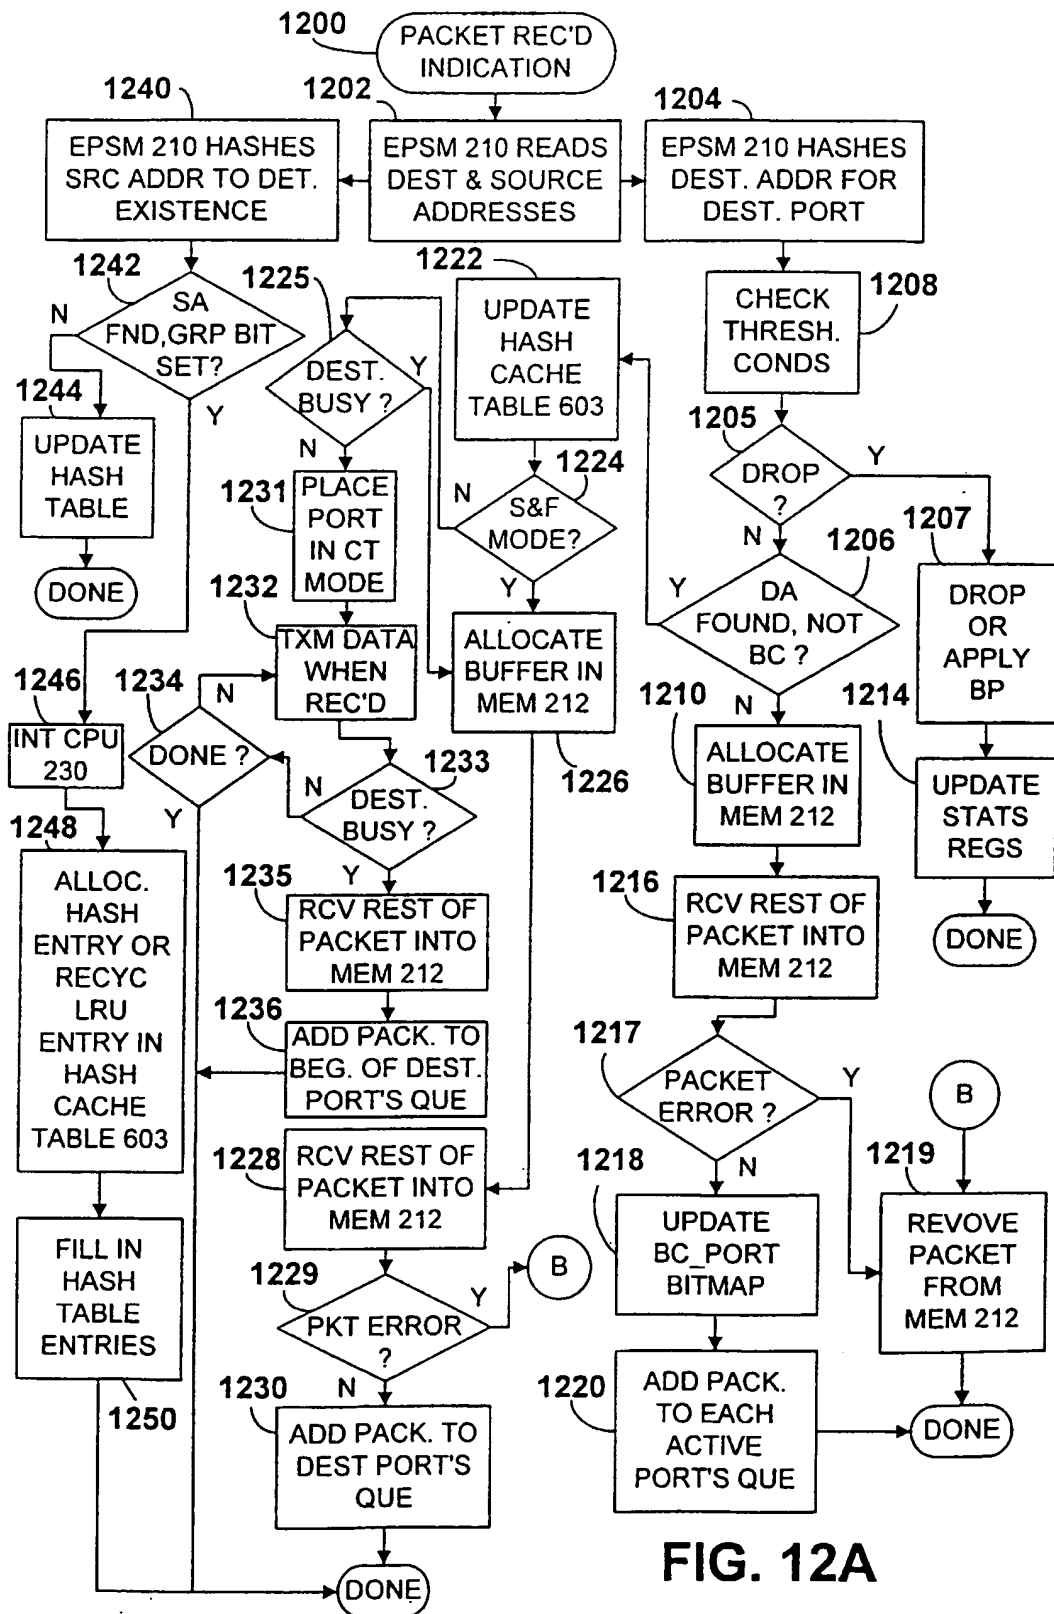 1200
PACKET REC'D
INDICATION
1240
1202
1204
EPSM 210 HASHES
SRC ADDR TO DET.
EXISTENCE
EPSM 210 READS
DEST & SOURCE
ADDRESSES
EPSM 210 HASHES
DEST. ADDR FOR
DEST. PORT
1242
SA
FND,GRP BIT
SET?
N
Y
1244
UPDATE
HASH
TABLE
DONE
1246
INT CPU
230
1248
ALLOC.
HASH
ENTRY OR
RECYC
LRU
ENTRY IN
HASH
CACHE
TABLE 603
FILL IN
HASH
TABLE
ENTRIES
1250
1225
DEST.
BUSY ?
Y
N
1231
PLACE
PORT
IN CT
MODE
1232
TXM DATA
WHEN
REC'D
1234
DONE ?
N
Y
1233
DEST.
BUSY ?
N
Y
1235
RCV REST OF
PACKET INTO
MEM 212
1236
ADD PACK. TO
BEG. OF DEST.
PORT'S QUE
1222
UPDATE
HASH
CACHE
TABLE 603
1224
S&F
MODE?
N
Y
ALLOCATE
BUFFER IN
MEM 212
1226
1228
RCV REST OF
PACKET INTO
MEM 212
1229
PKT ERROR
?
Y
N
B
1230
ADD PACK. TO
DEST PORT'S
QUE
DONE
1208
CHECK
THRESH.
CONDS
1205
DROP
?
Y
N
1207
DROP
OR
APPLY
BP
1214
UPDATE
STATS
REGS
DONE
1206
DA
FOUND, NOT
BC ?
Y
N
1210
ALLOCATE
BUFFER IN
MEM 212
1216
RCV REST OF
PACKET INTO
MEM 212
1217
PACKET
ERROR ?
Y
N
1218
UPDATE
BC_PORT
BITMAP
1220
ADD PACK.
TO EACH
ACTIVE
PORT'S QUE
B
1219
REVOVE
PACKET
FROM
MEM 212
DONE
FIG. 12A